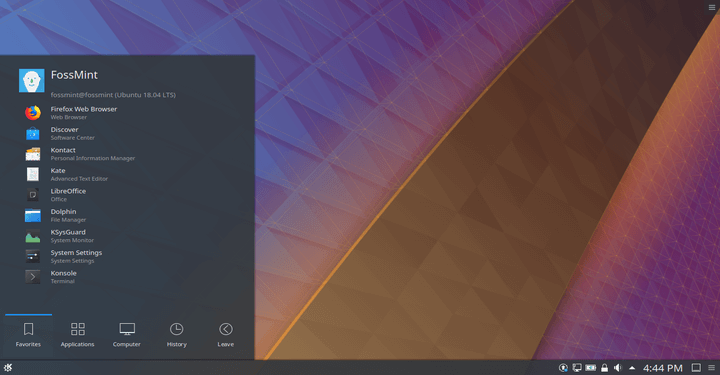 FossMint
fossmint@fossmint (Ubuntu 18.04 LTS)
Firefox Web Browser
Web Browser
Discover
Software Center
Kontact
Personal Information Manager
Kate
Advanced Text Editor
LibreOffice
Office
Dolphin
File Manager
KSysGuard
System Monitor
System Settings
System Settings
Konsole
Terminal
Favorites Applications Computer History Leave
4:44 PM